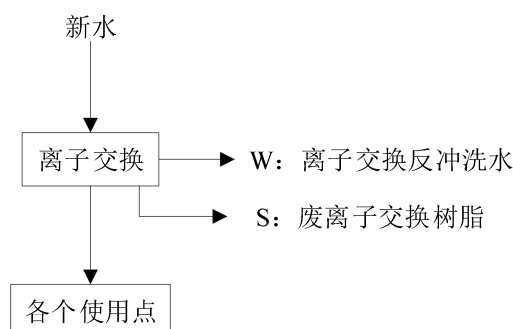 新水
离子交换
W：离子交换反冲洗水
S：废离子交换树脂
各个使用点